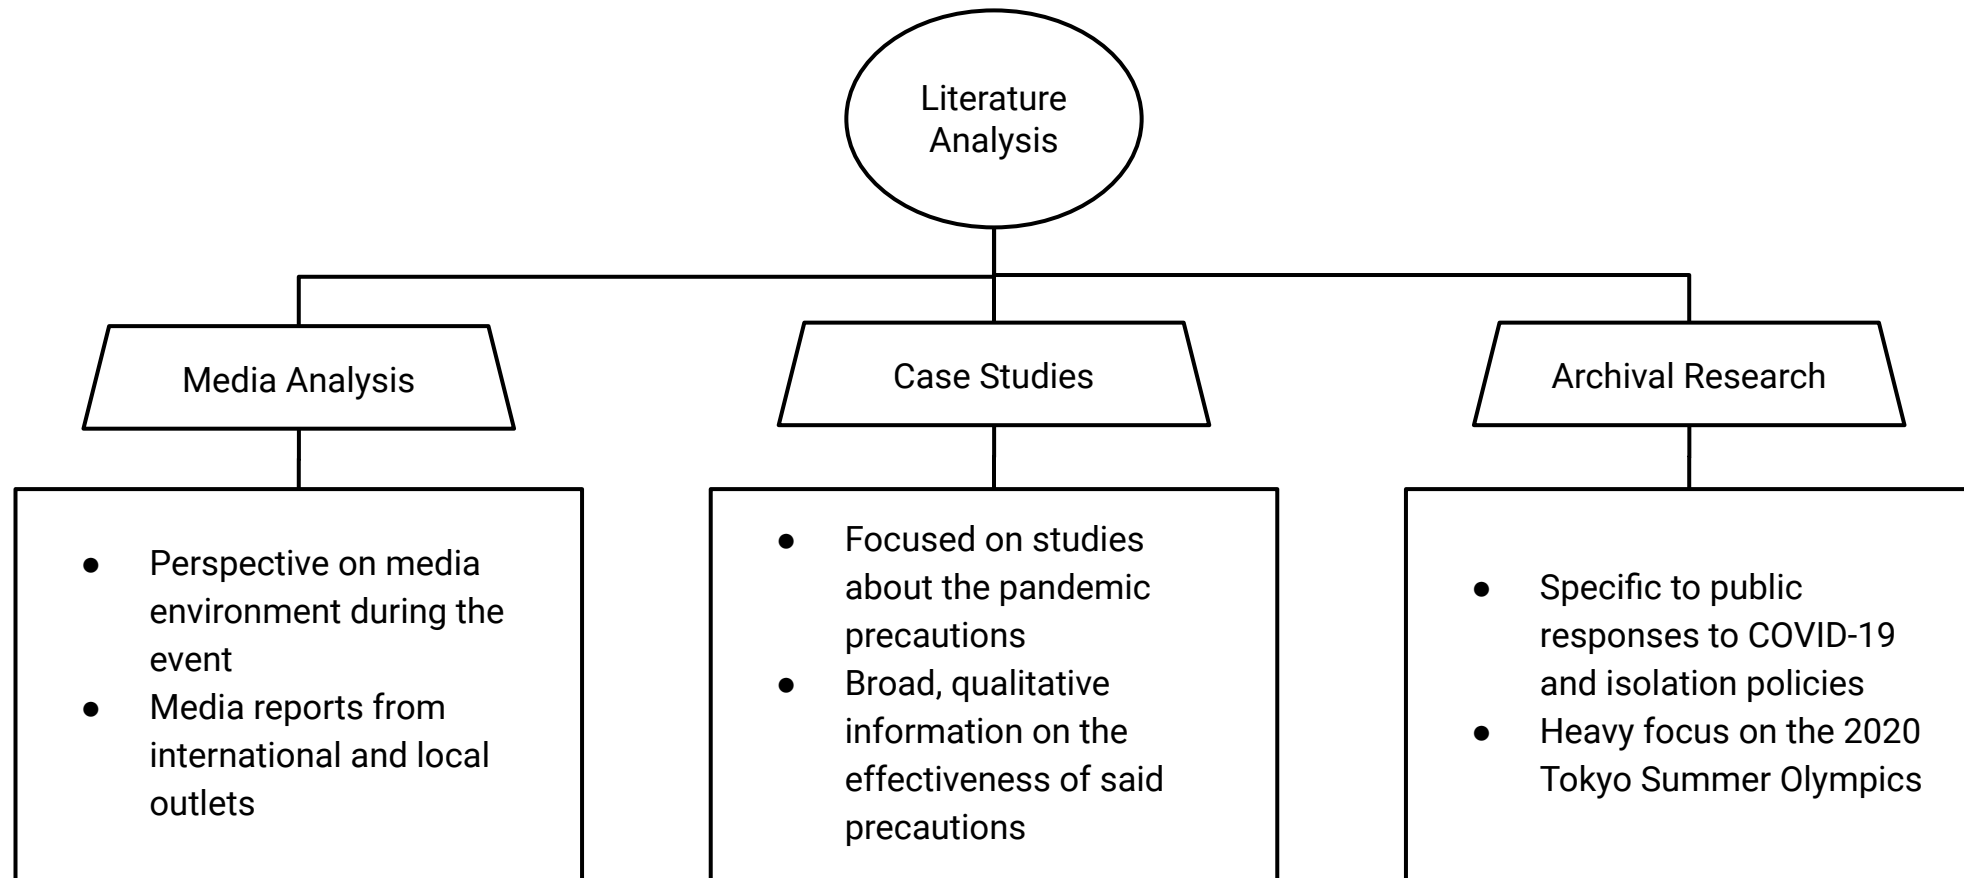 Literature
Analysis
Media Analysis
Case Studies
Archival Research
● Perspective on media
environment during the
event
● Media reports from
international and local
outlets
● Focused on studies
about the pandemic
precautions
● Broad, qualitative
information on the
effectiveness of said
precautions
● Specific to public
responses to COVID-19
and isolation policies
● Heavy focus on the 2020
Tokyo Summer Olympics